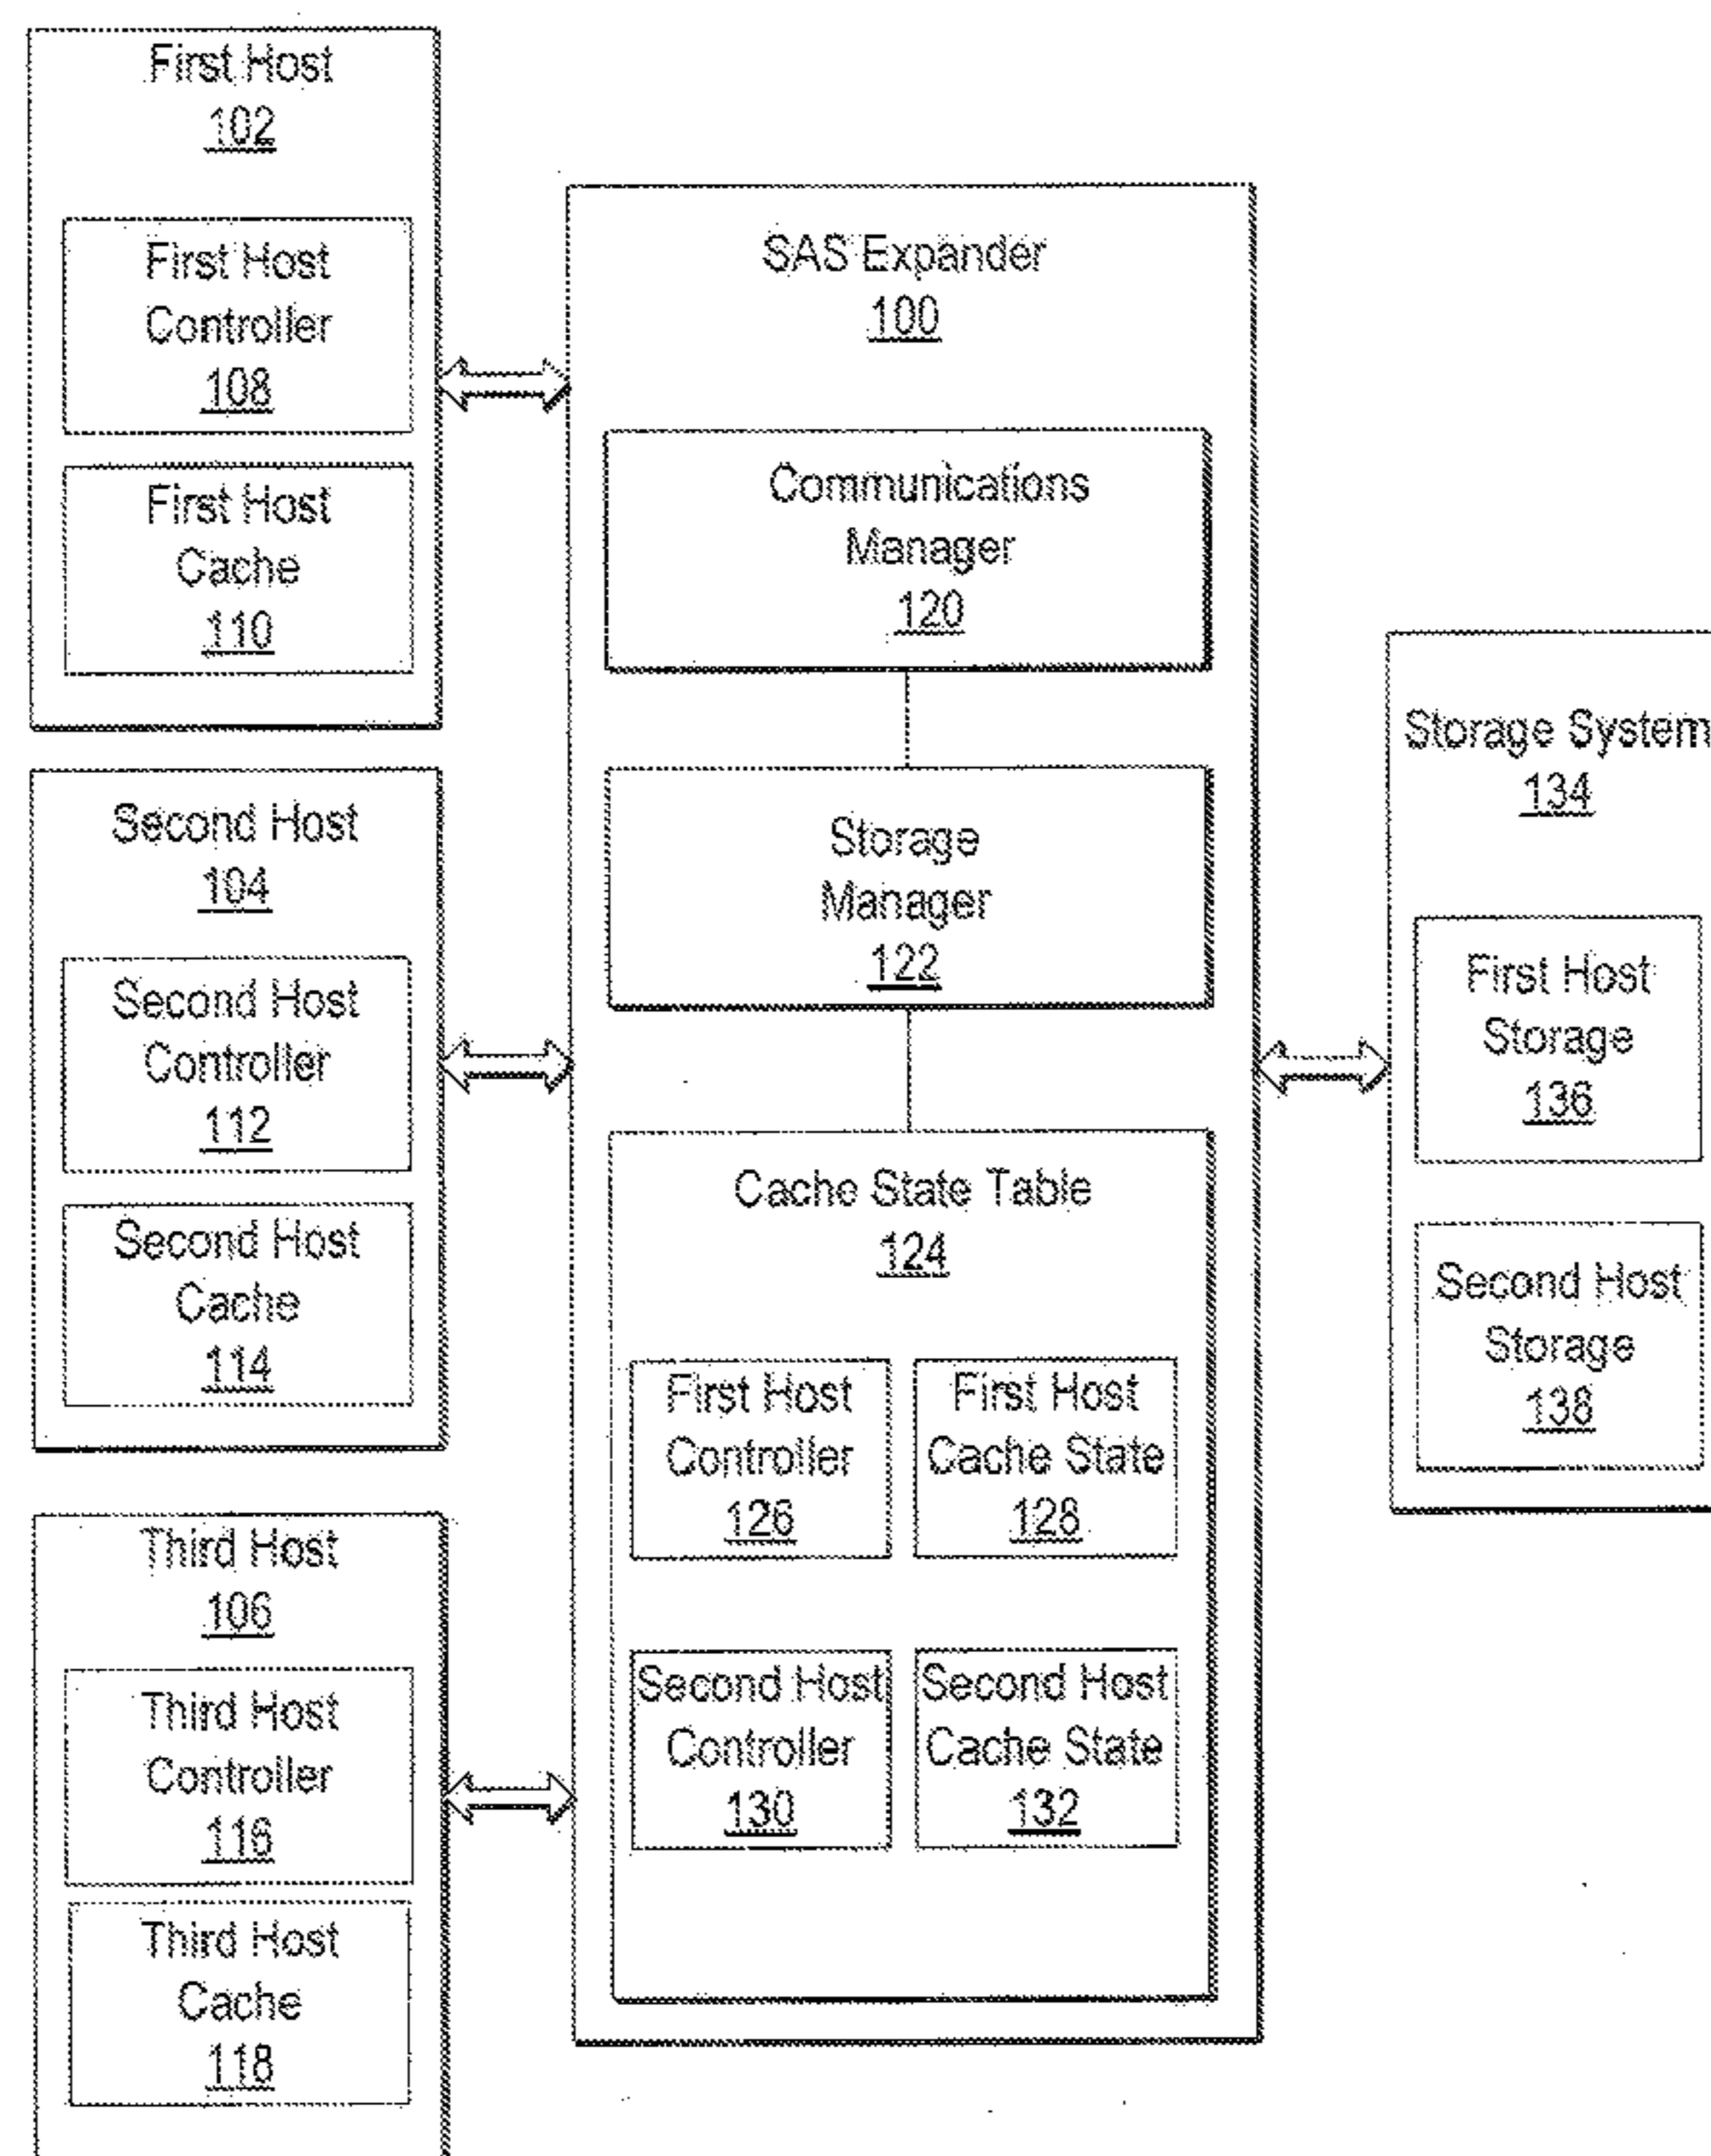 First Host
102
First Host
Controller
108
First Host
Cache
110
Second Host
104
Second Host
Controller
112
Second Host
Cache
114
Third Host
106
Third Host
Controller
116
Third Host
Cache
118
SAS Expander
100
Communications
Manager
120
Storage
Manager
122
Cache State Table
124
First Host
Controller
126
First Host
Cache State
128
Second Host
Controller
130
Second Host
Cache State
132
Storage System
134
First Host
Storage
136
Second Host
Storage
138